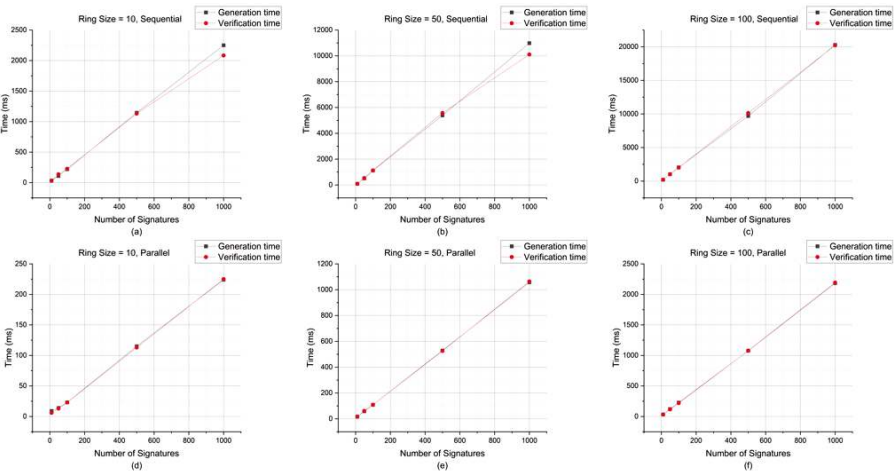 Ring Size = 10, Sequential
Generation time
Verification time
2500
2000
1500
1000
500
0
Time (ms)
0 200 400 600 800 1000
Number of Signatures
(a)
Ring Size = 50, Sequential
Generation time
Verification time
12000
10000
8000
6000
4000
2000
0
Time (ms)
0 200 400 600 800 1000
Number of Signatures
(b)
Ring Size = 100, Sequential
Generation time
Verification time
20000
15000
10000
5000
0
Time (ms)
0 200 400 600 800 1000
Number of Signatures
(c)
Ring Size = 10, Parallel
Generation time
Verification time
250
200
150
100
50
0
Time (ms)
0 200 400 600 800 1000
Number of Signatures
(d)
Ring Size = 50, Parallel
Generation time
Verification time
1200
1000
800
600
400
200
0
Time (ms)
0 200 400 600 800 1000
Number of Signatures
(e)
Ring Size = 100, Parallel
Generation time
Verification time
2500
2000
1500
1000
500
0
Time (ms)
0 200 400 600 800 1000
Number of Signatures
(f)